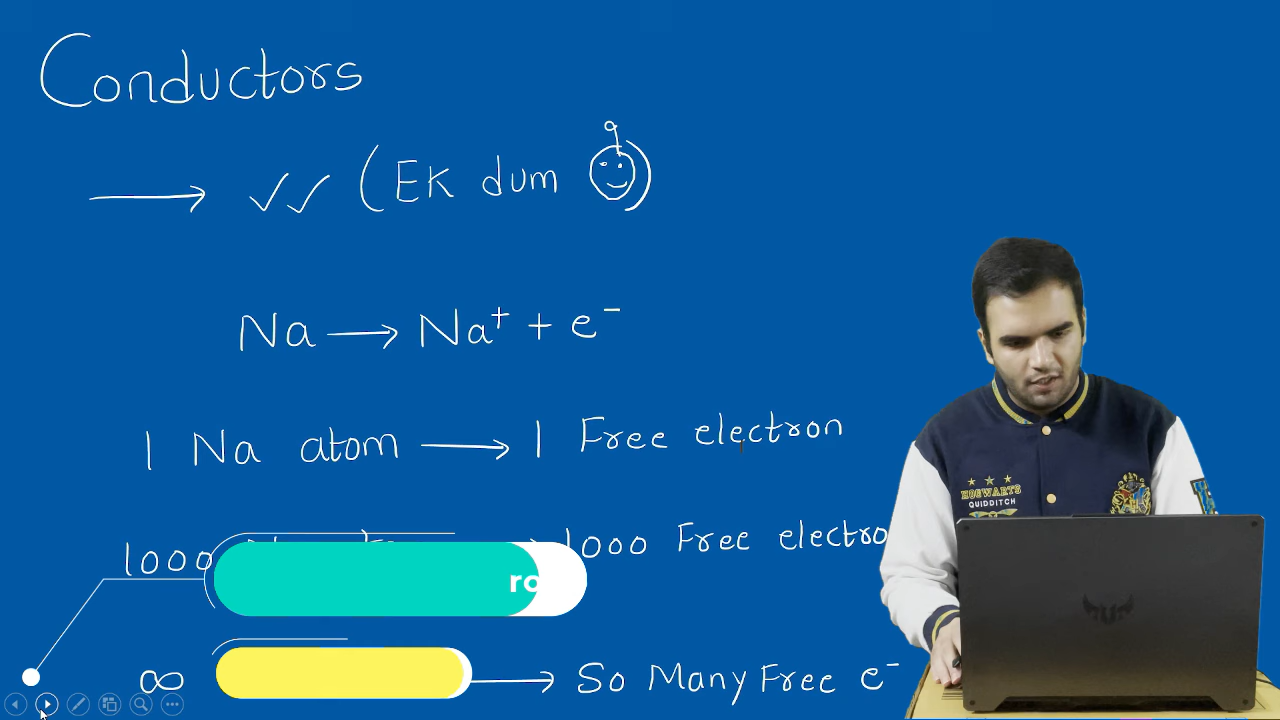 Conductors
→ ✓✓ (EK dum )
Na → Na⁺ + e⁻
1 Na atom → 1 Free electron
1000 → 1000 Free electro
ro
∞ → So Many Free e⁻
HOGWARTS
QUIDDITCH